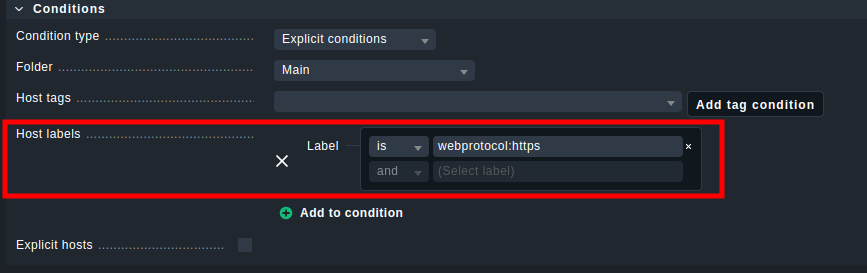 Conditions
Condition type Explicit conditions
Folder Main
Host tags Add tag condition
Host labels Label is webprotocol:https
and (Select label)
Add to condition
Explicit hosts